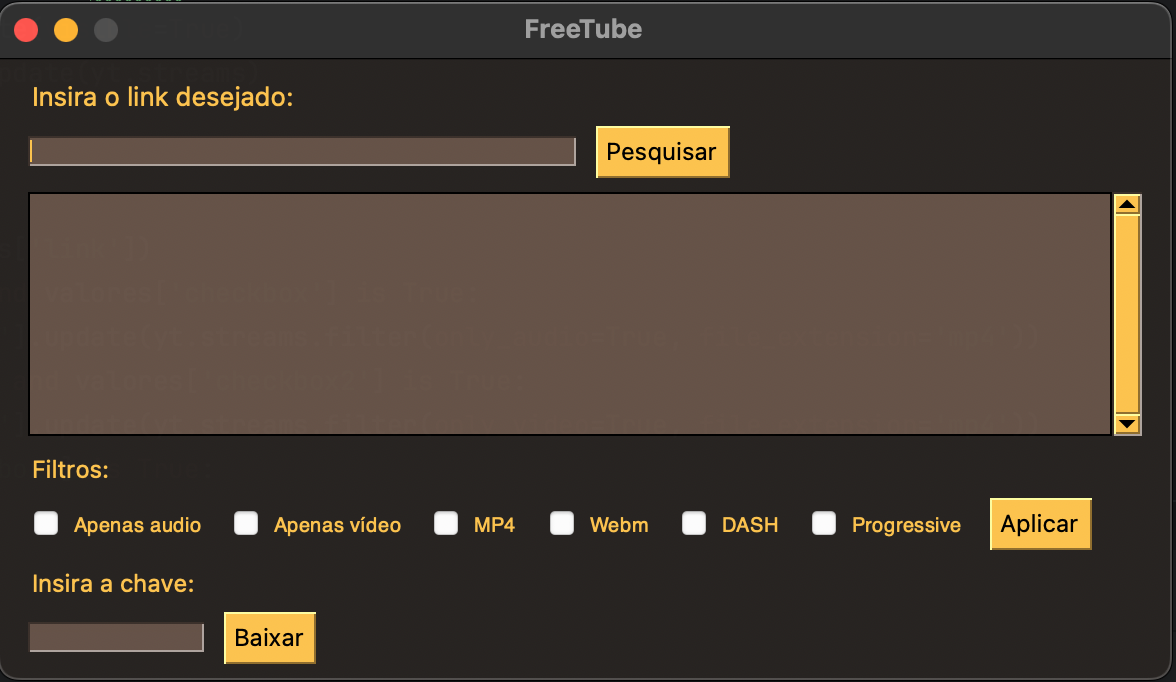 FreeTube
Insira o link desejado:
Pesquisar
Filtros:
Apenas audio Apenas vídeo MP4 Webm DASH Progressive Aplicar
Insira a chave:
Baixar